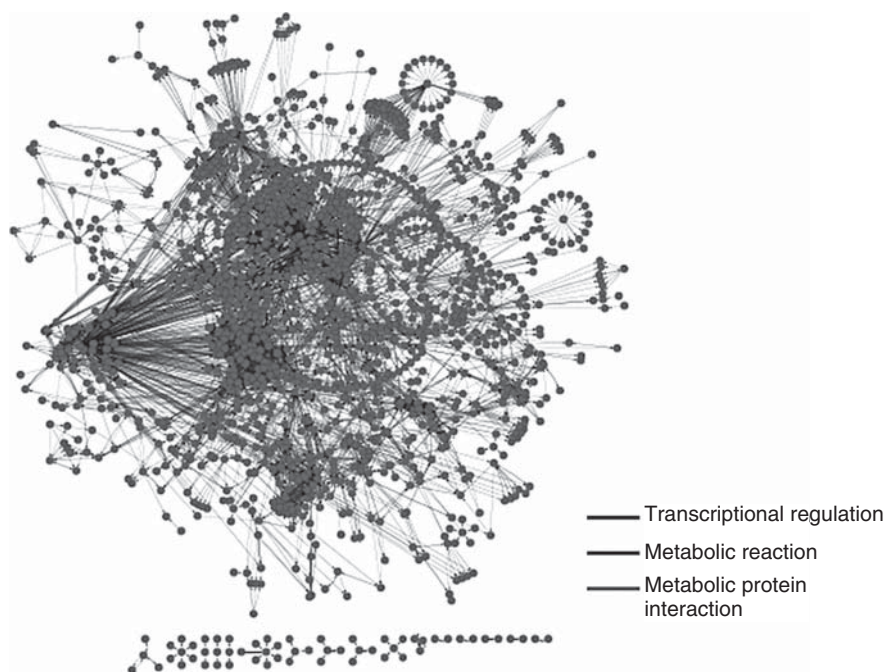 Transcriptional regulation
Metabolic reaction
Metabolic protein
interaction